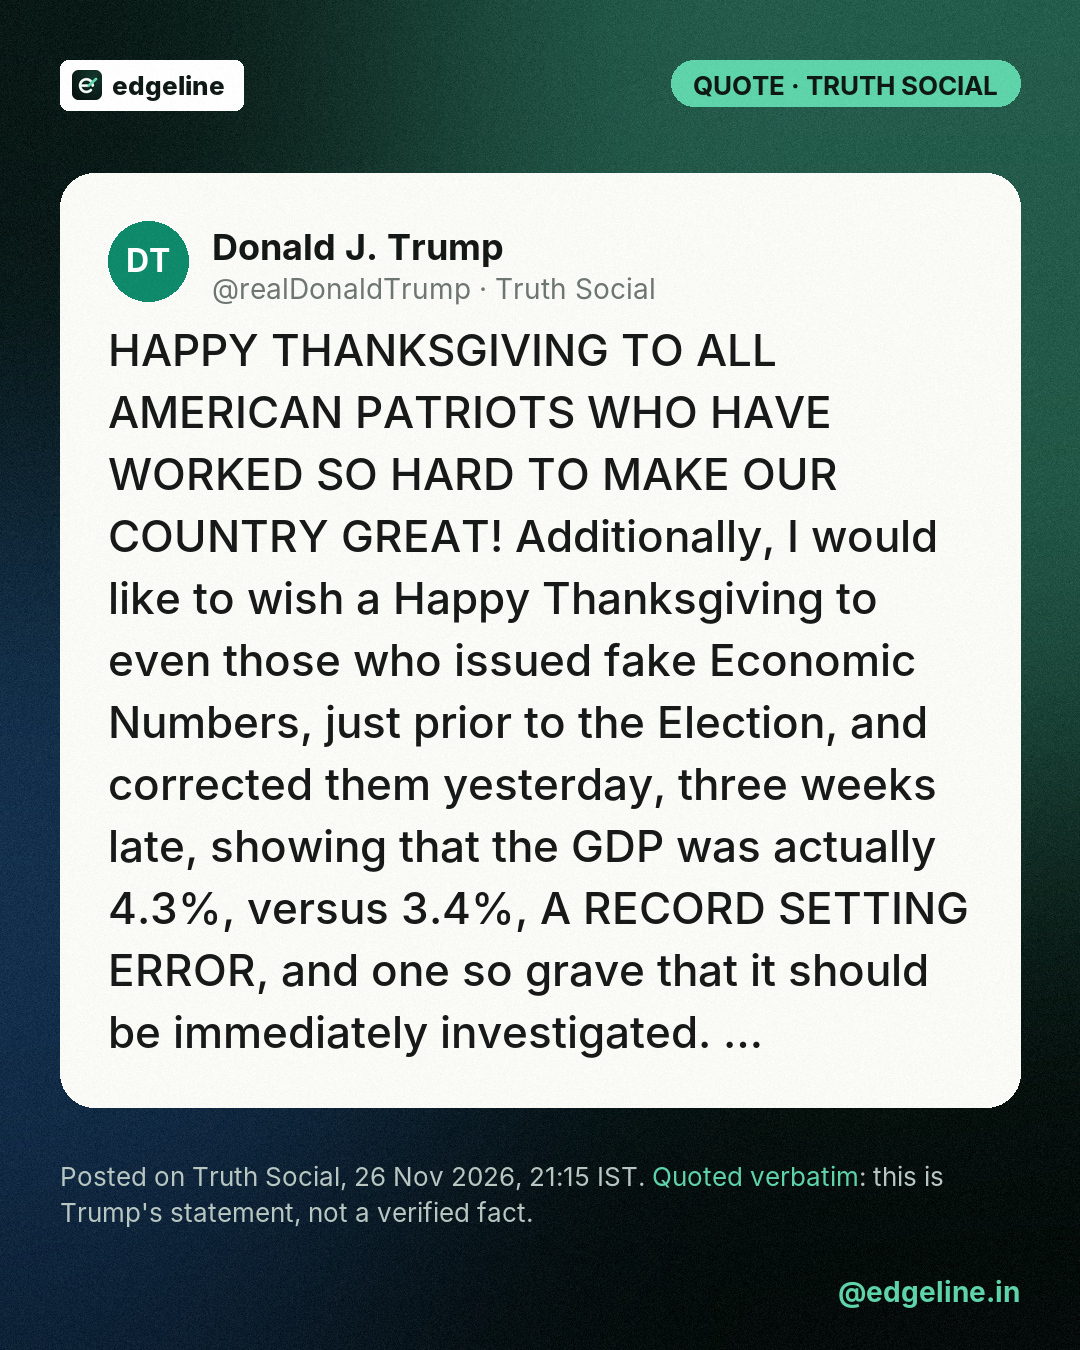 edgeline
QUOTE · TRUTH SOCIAL
DT
Donald J. Trump
@realDonaldTrump · Truth Social
HAPPY THANKSGIVING TO ALL
AMERICAN PATRIOTS WHO HAVE
WORKED SO HARD TO MAKE OUR
COUNTRY GREAT! Additionally, I would
like to wish a Happy Thanksgiving to
even those who issued fake Economic
Numbers, just prior to the Election, and
corrected them yesterday, three weeks
late, showing that the GDP was actually
4.3%, versus 3.4%, A RECORD SETTING
ERROR, and one so grave that it should
be immediately investigated. ...
Posted on Truth Social, 26 Nov 2026, 21:15 IST. Quoted verbatim: this is
Trump's statement, not a verified fact.
@edgeline.in